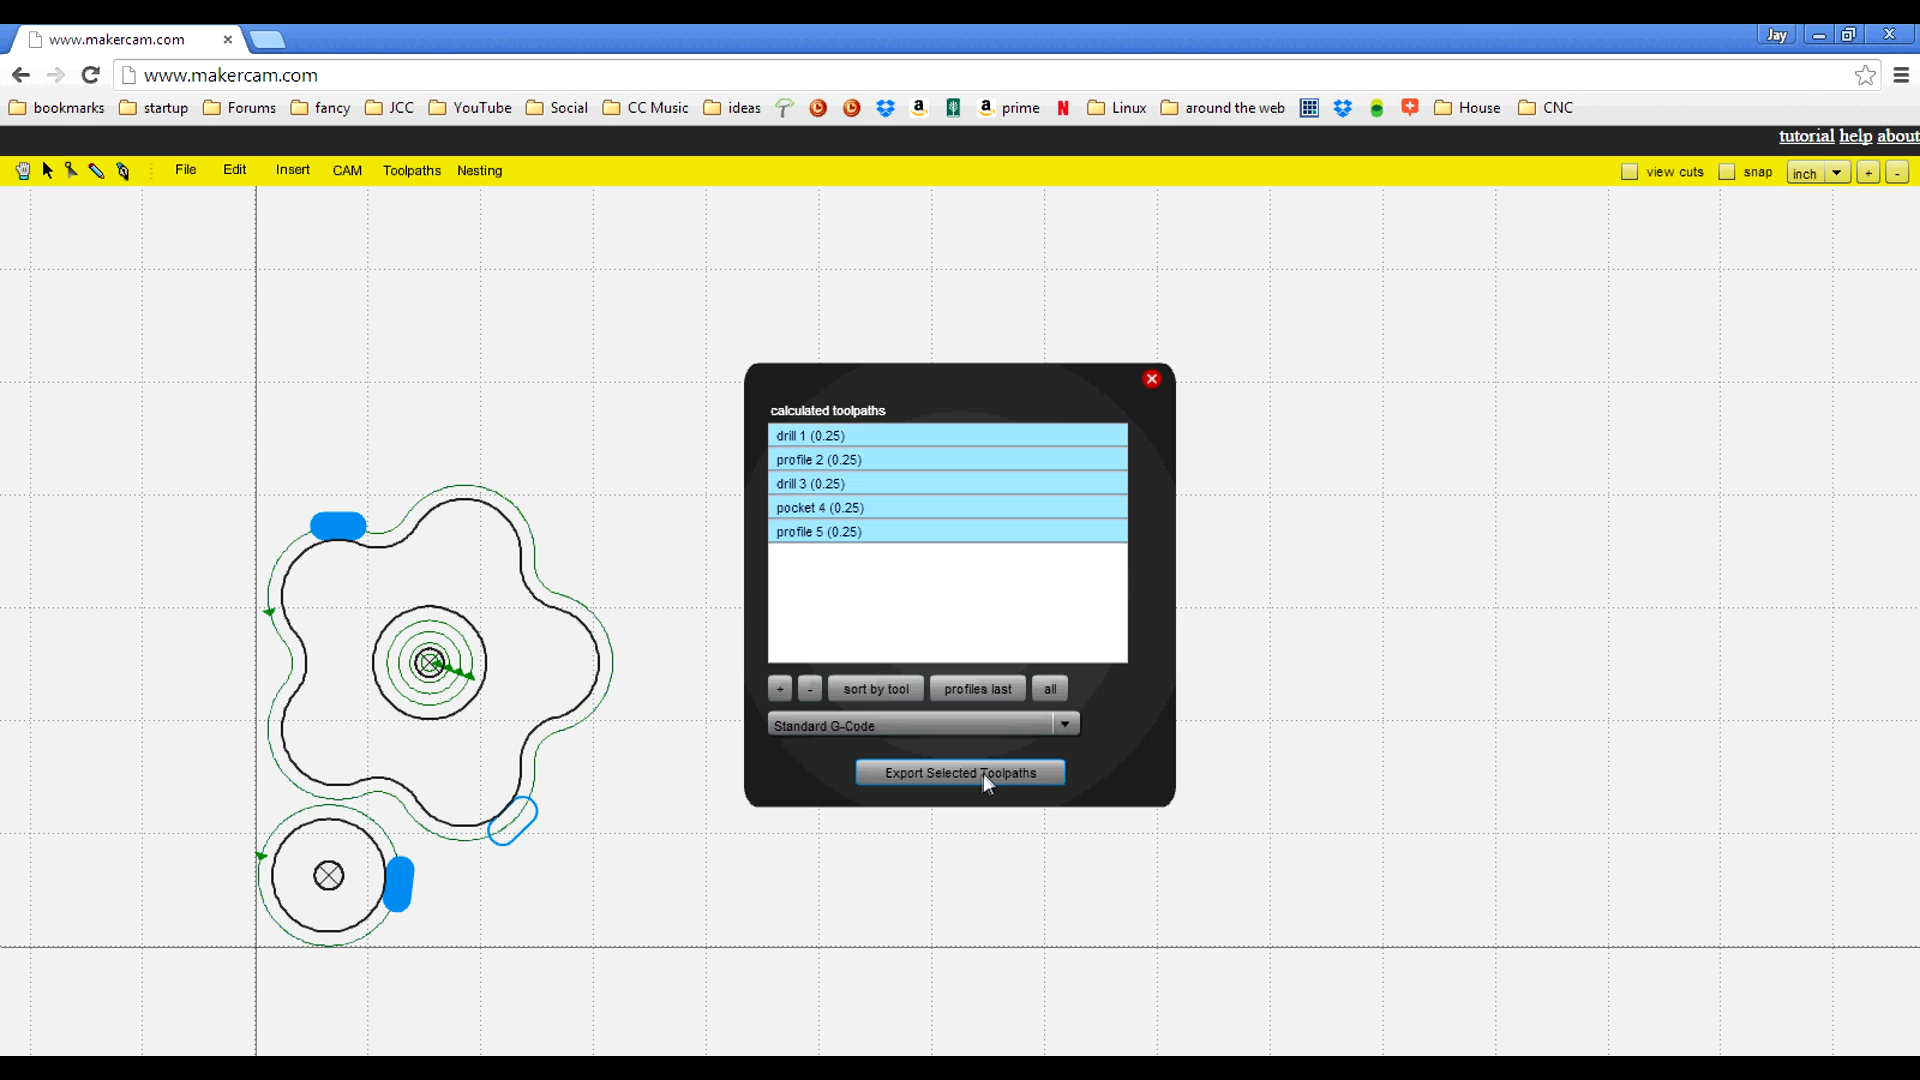 www.makercam.com
Jay
www.makercam.com
bookmarks startup Forums fancy JCC YouTube Social CC Music ideas a a prime N Linux around the web House CNC
tutorial help about
File Edit Insert CAM Toolpaths Nesting view cuts snap inch + -
calculated toolpaths
drill 1 (0.25)
profile 2 (0.25)
drill 3 (0.25)
pocket 4 (0.25)
profile 5 (0.25)
+ - sort by tool profiles last all
Standard G-Code
Export Selected Toolpaths